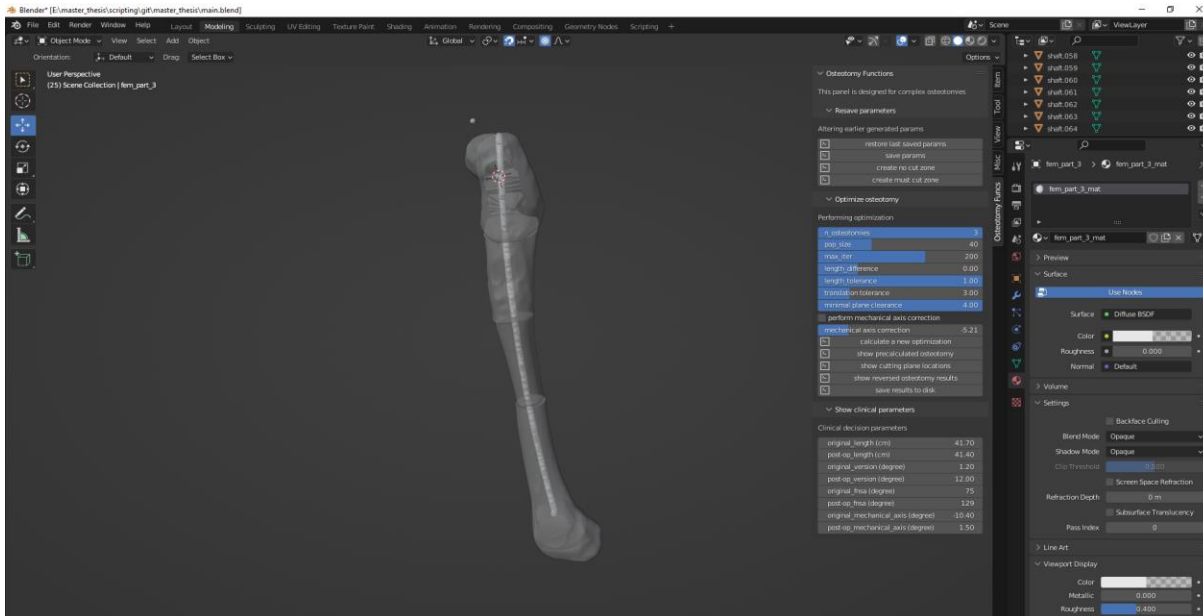 Blender* [E:\master_thesis\scripting\git\master_thesis\main.blend]
File Edit Render Window Help Layout Modeling Sculpting UV Editing Texture Paint Shading Animation Rendering Compositing Geometry Nodes Scripting + Scene ViewLayer
Object Mode View Select Add Object Global
Orientation: Default Drag: Select Box Options
User Perspective
(25) Scene Collection | fem_part_3
Osteotomy Functions
This panel is designed for complex osteotomies
Resave parameters
Altering earlier generated params
restore last saved params
save params
create no cut zone
create must cut zone
Optimize osteotomy
Performing optimization
n_osteotomies 3
pop_size 40
max_iter 200
length_difference 0.00
length_tolerance 1.00
translation tolerance 3.00
minimal plane clearance 4.00
perform mechanical axis correction
mechanical axis correction -5.21
calculate a new optimization
show precalculated osteotomy
show cutting plane locations
show reversed osteotomy results
save results to disk
Show clinical parameters
Clinical decision parameters
original_length (cm) 41.70
post-op_length (cm) 41.40
original_version (degree) 1.20
post-op_version (degree) 12.00
original_fnsa (degree) 75
post-op_fnsa (degree) 129
original_mechanical_axis (degree) -10.40
post-op_mechanical_axis (degree) 1.50
Item
Tool
View
Misc
Osteotomy Funcs
shaft.058
shaft.059
shaft.060
shaft.061
shaft.062
shaft.063
shaft.064
fem_part_3 > fem_part_3_mat
fem_part_3_mat
fem_part_3_mat
Preview
Surface
Use Nodes
Surface Diffuse BSDF
Color
Roughness 0.000
Normal Default
Volume
Settings
Backface Culling
Blend Mode Opaque
Shadow Mode Opaque
Clip Threshold
Screen Space Refraction
Refraction Depth 0 m
Subsurface Translucency
Pass Index 0
Line Art
Viewport Display
Color
Metallic 0.000
Roughness 0.400